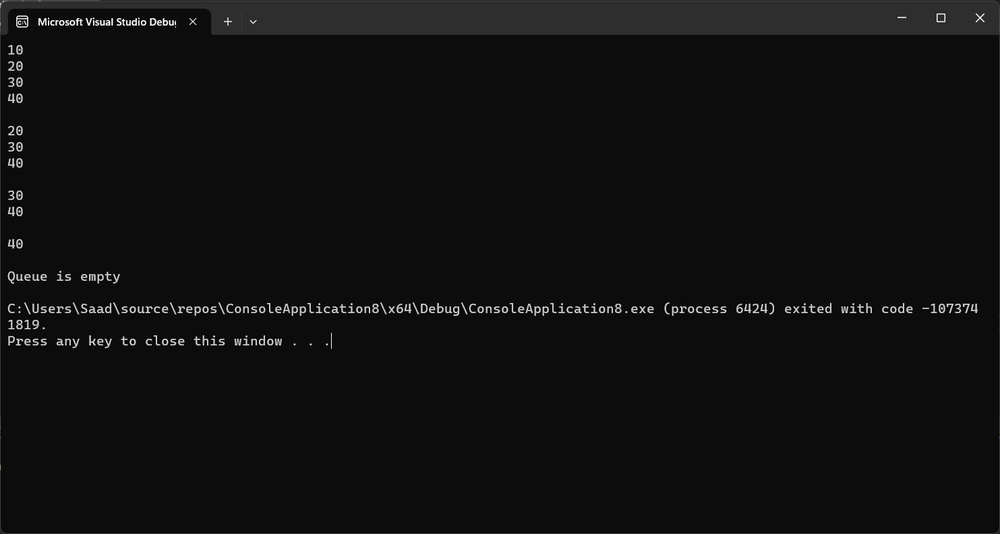 Microsoft Visual Studio Debug
10
20
30
40
20
30
40
30
40
40
Queue is empty
C:\Users\Saad\source\repos\ConsoleApplication8\x64\Debug\ConsoleApplication8.exe (process 6424) exited with code -107374
1819.
Press any key to close this window . . .